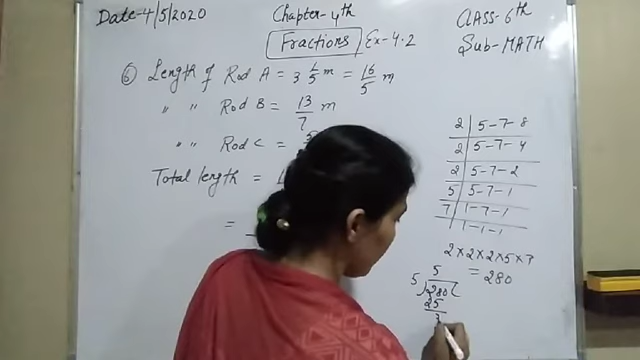 Date-4/5/2020
Chapter-4th
CLASS-6th
Fractions Ex-4.2
Sub-MATH
⑥ Length of Rod A = 3 1/5 m = 16/5 m
" " Rod B = 13/7 m
" " Rod C = 5
Total length =
=
2 | 5-7-8
2 | 5-7-4
2 | 5-7-2
5 | 5-7-1
7 | 1-7-1
1-1-1
2×2×2×5×7
= 280
5
5)280(
25
3